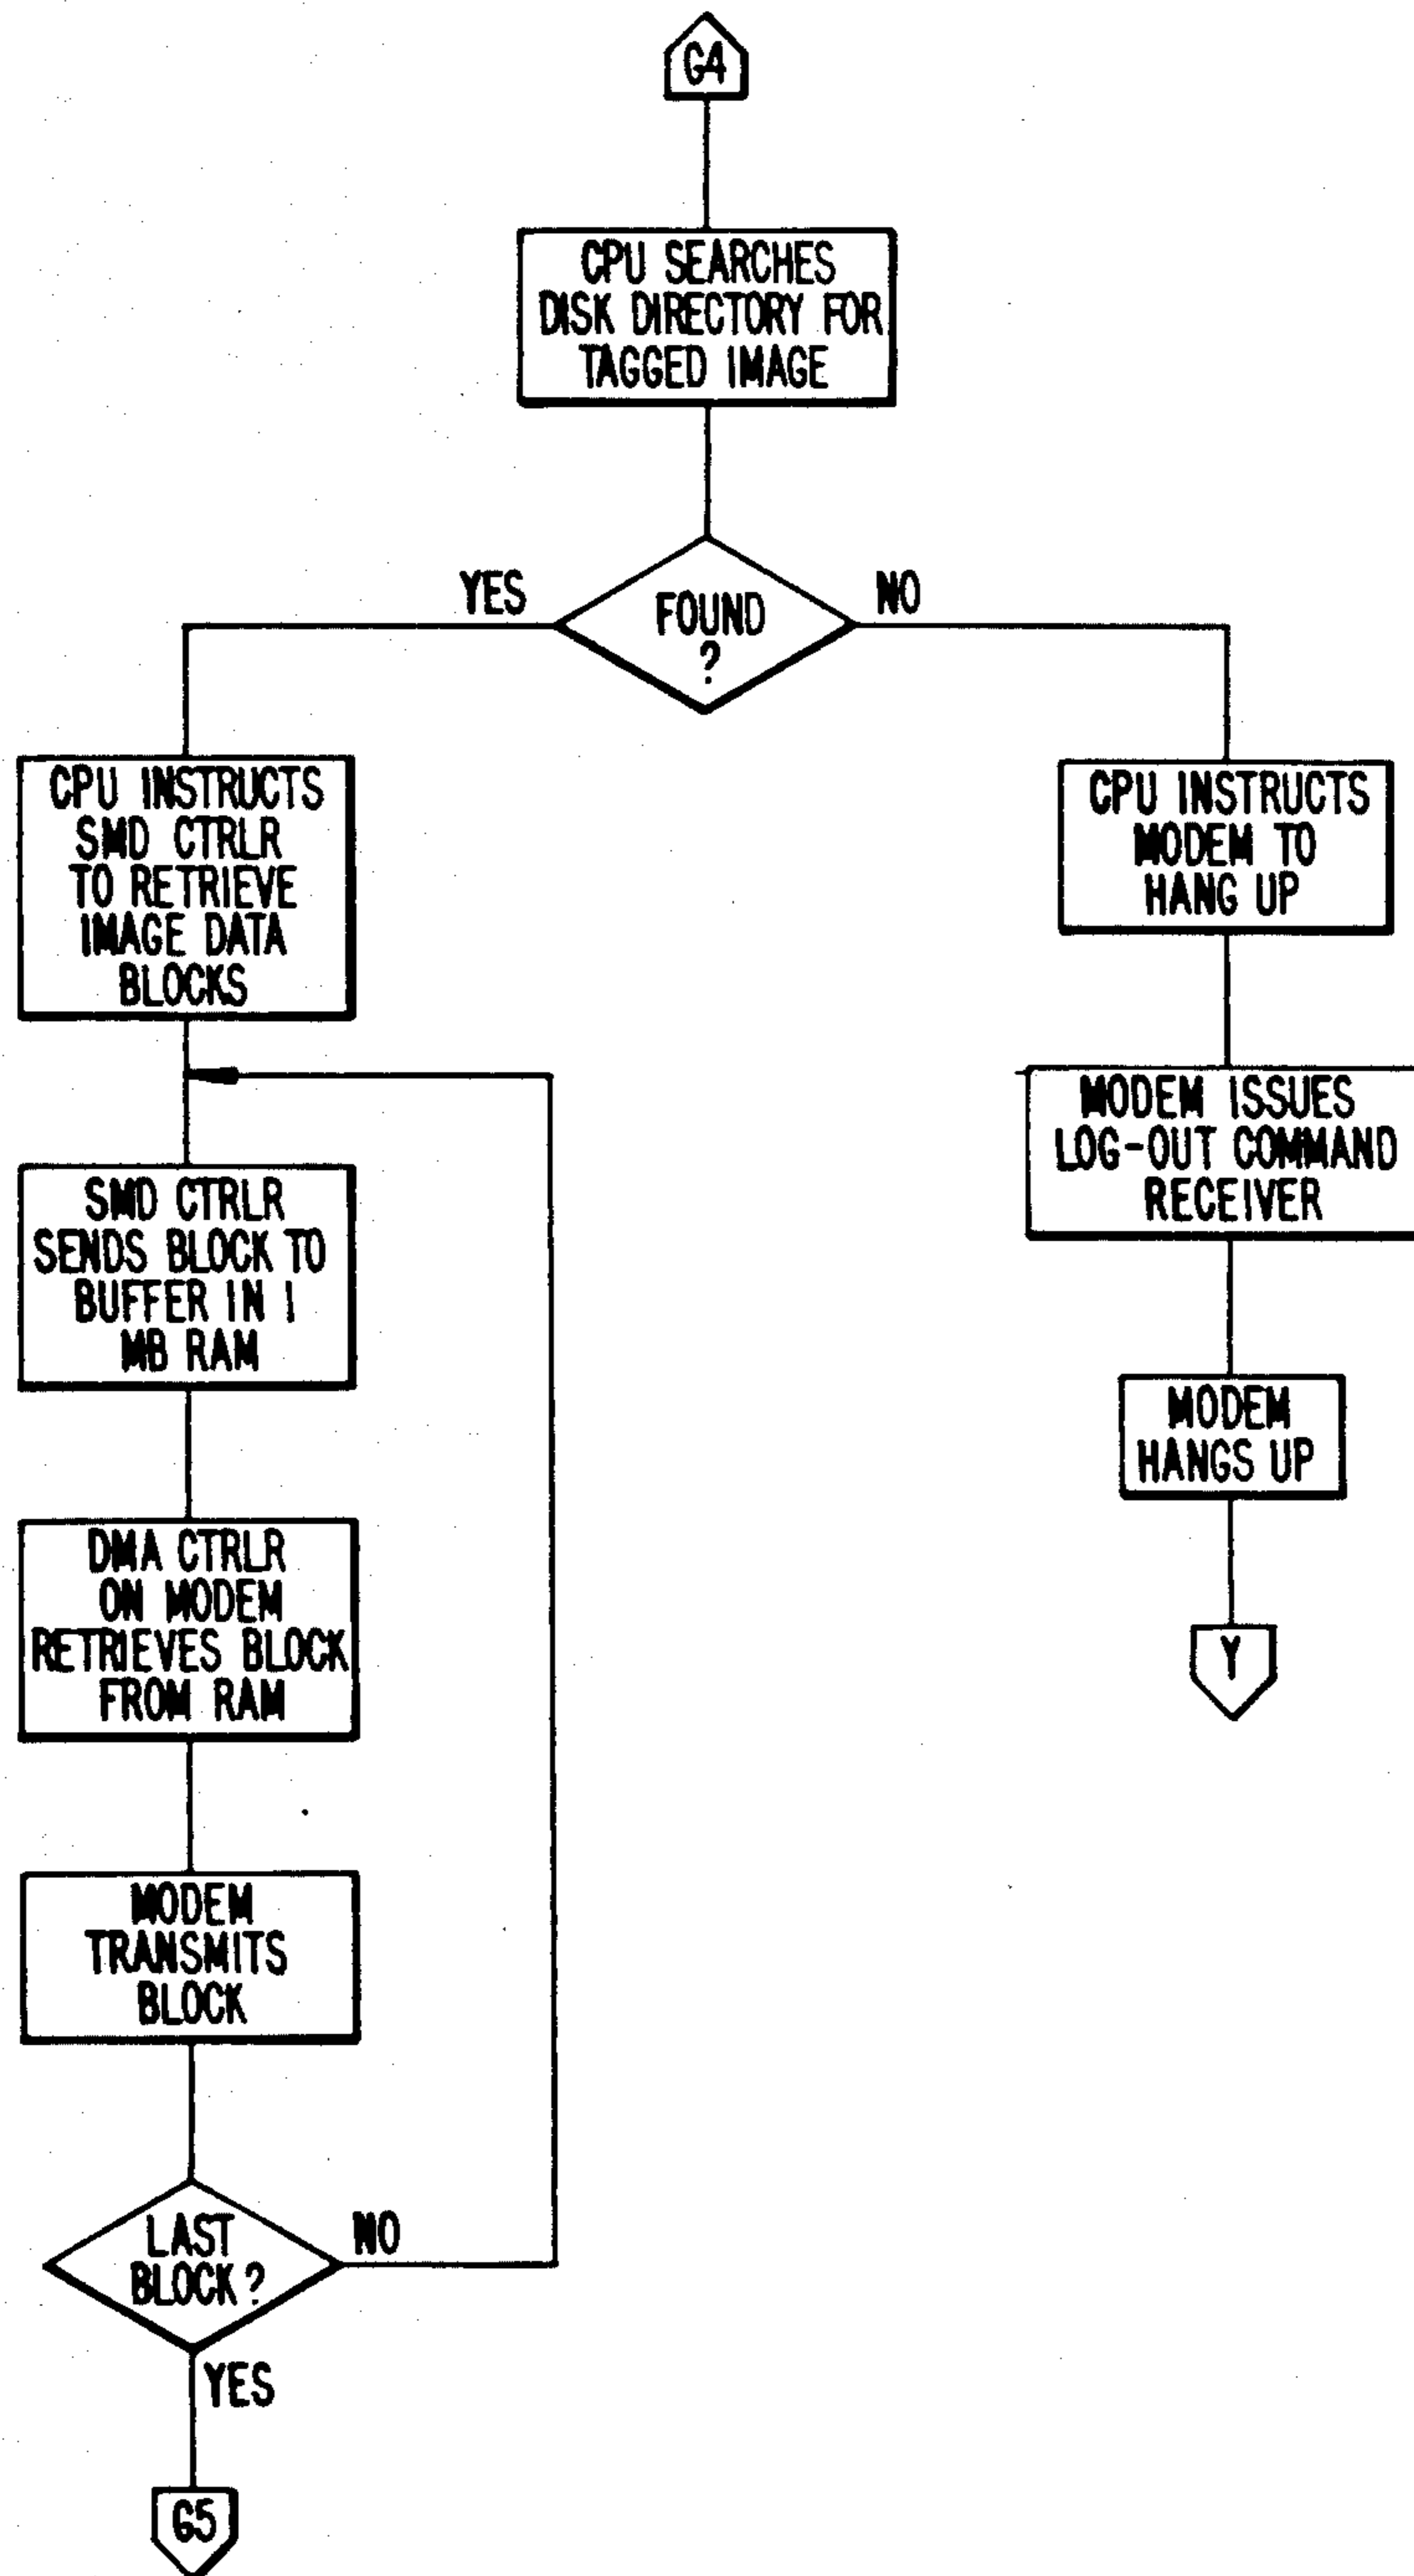 G4
CPU SEARCHES
DISK DIRECTORY FOR
TAGGED IMAGE
FOUND
?
YES
NO
CPU INSTRUCTS
SMD CTRLR
TO RETRIEVE
IMAGE DATA
BLOCKS
SMD CTRLR
SENDS BLOCK TO
BUFFER IN 1
MB RAM
DMA CTRLR
ON MODEM
RETRIEVES BLOCK
FROM RAM
MODEM
TRANSMITS
BLOCK
LAST
BLOCK?
NO
YES
G5
CPU INSTRUCTS
MODEM TO
HANG UP
MODEM ISSUES
LOG-OUT COMMAND
RECEIVER
MODEM
HANGS UP
Y